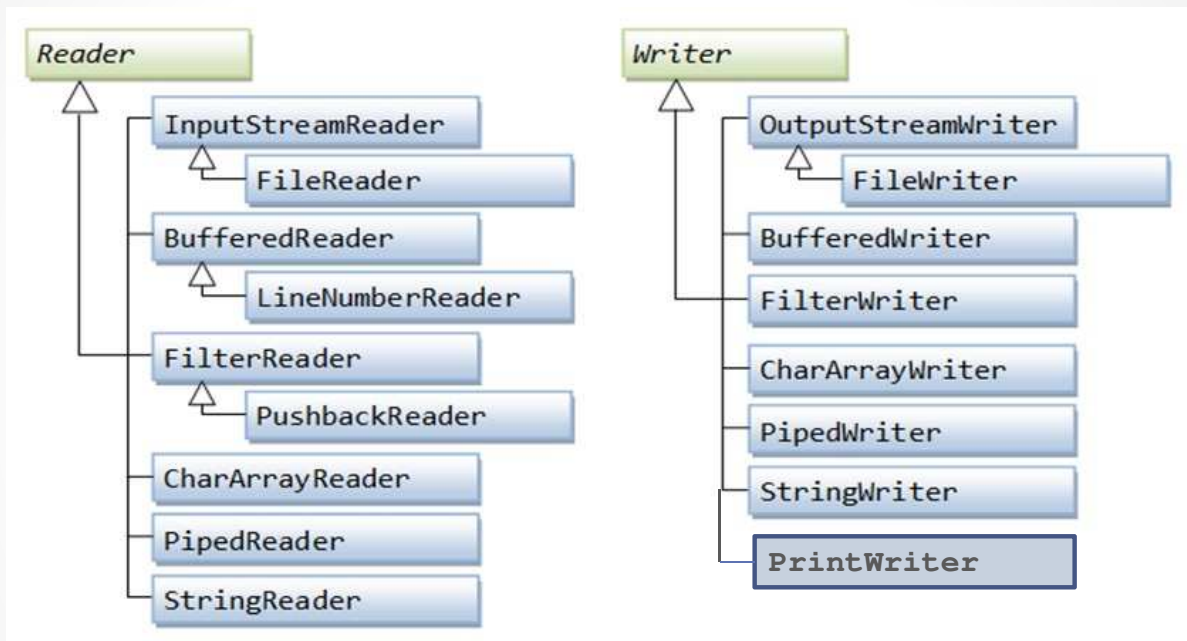 Reader
InputStreamReader
FileReader
BufferedReader
LineNumberReader
FilterReader
PushbackReader
CharArrayReader
PipedReader
StringReader
Writer
OutputStreamWriter
FileWriter
BufferedWriter
FilterWriter
CharArrayWriter
PipedWriter
StringWriter
PrintWriter